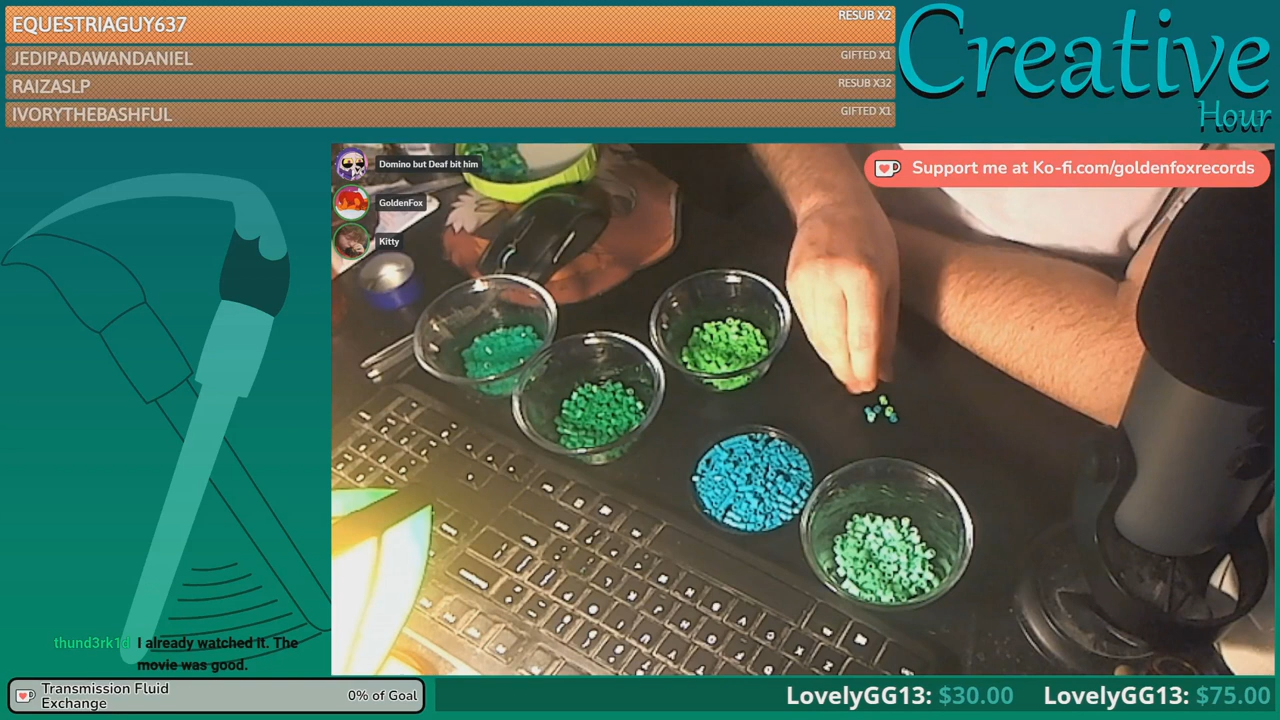 EQUESTRIAGUY637 RESUB X2
JEDIPADAWANDANIEL GIFTED X1
RAIZASLP RESUB X32
IVORYTHEBASHFUL GIFTED X1
Creative
Hour
Domino but Deaf bit him
GoldenFox
Kitty
Support me at Ko-fi.com/goldenfoxrecords
thund3rk1d I already watched it. The
movie was good.
Transmission Fluid
Exchange
0% of Goal
LovelyGG13: $30.00 LovelyGG13: $75.00